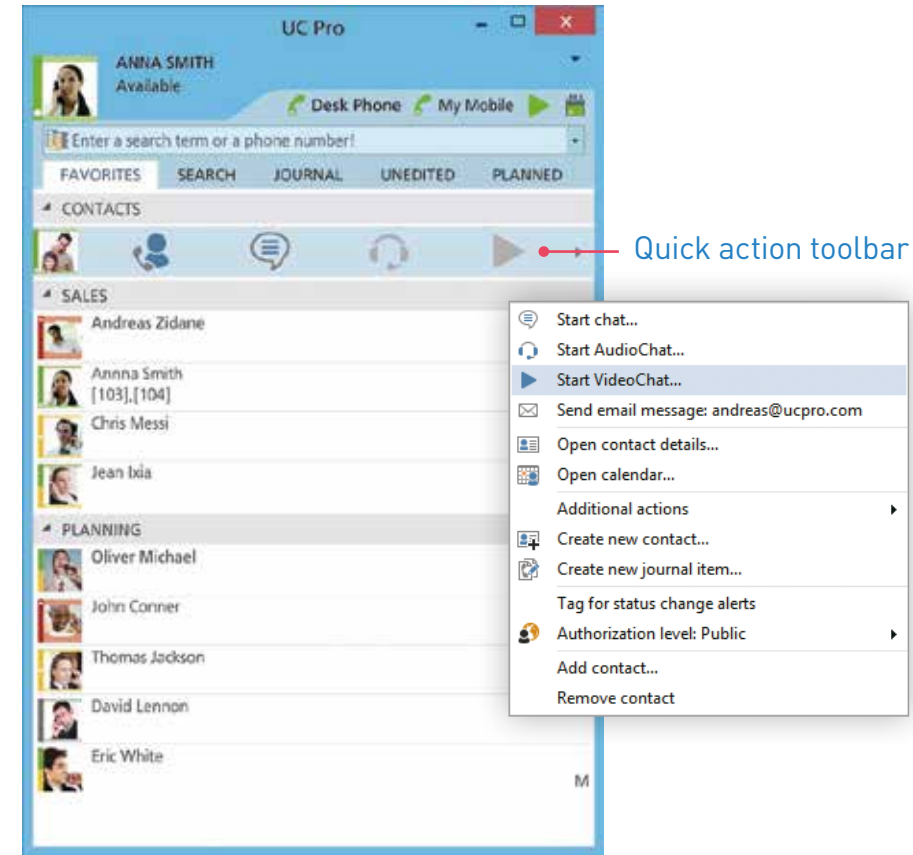 UC Pro
ANNA SMITH
Available
Desk Phone My Mobile
Enter a search term or a phone number!
FAVORITES SEARCH JOURNAL UNEDITED PLANNED
CONTACTS
Quick action toolbar
SALES
Andreas Zidane
Annna Smith
[103],[104]
Chris Messi
Jean Ixia
PLANNING
Oliver Michael
John Conner
Thomas Jackson
David Lennon
Eric White
M
Start chat...
Start AudioChat...
Start VideoChat...
Send email message: andreas@ucpro.com
Open contact details...
Open calendar...
Additional actions
Create new contact...
Create new journal item...
Tag for status change alerts
Authorization level: Public
Add contact...
Remove contact